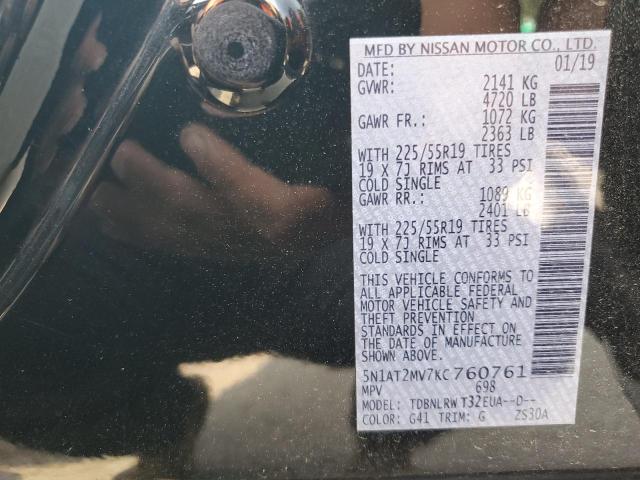 MFD BY NISSAN MOTOR CO., LTD.
DATE: 01/19
GVWR: 2141 KG
4720 LB
GAWR FR.: 1072 KG
2363 LB
WITH 225/55R19 TIRES
19 X 7J RIMS AT 33 PSI
COLD SINGLE
GAWR RR.: 1089 KG
2401 LB
WITH 225/55R19 TIRES
19 X 7J RIMS AT 33 PSI
COLD SINGLE
THIS VEHICLE CONFORMS TO
ALL APPLICABLE FEDERAL
MOTOR VEHICLE SAFETY AND
THEFT PREVENTION
STANDARDS IN EFFECT ON
THE DATE OF MANUFACTURE
SHOWN ABOVE.
5N1AT2MV7KC760761
MPV 698
MODEL: TDBNLRW T32EUA--D--
COLOR: G41 TRIM: G ZS30A